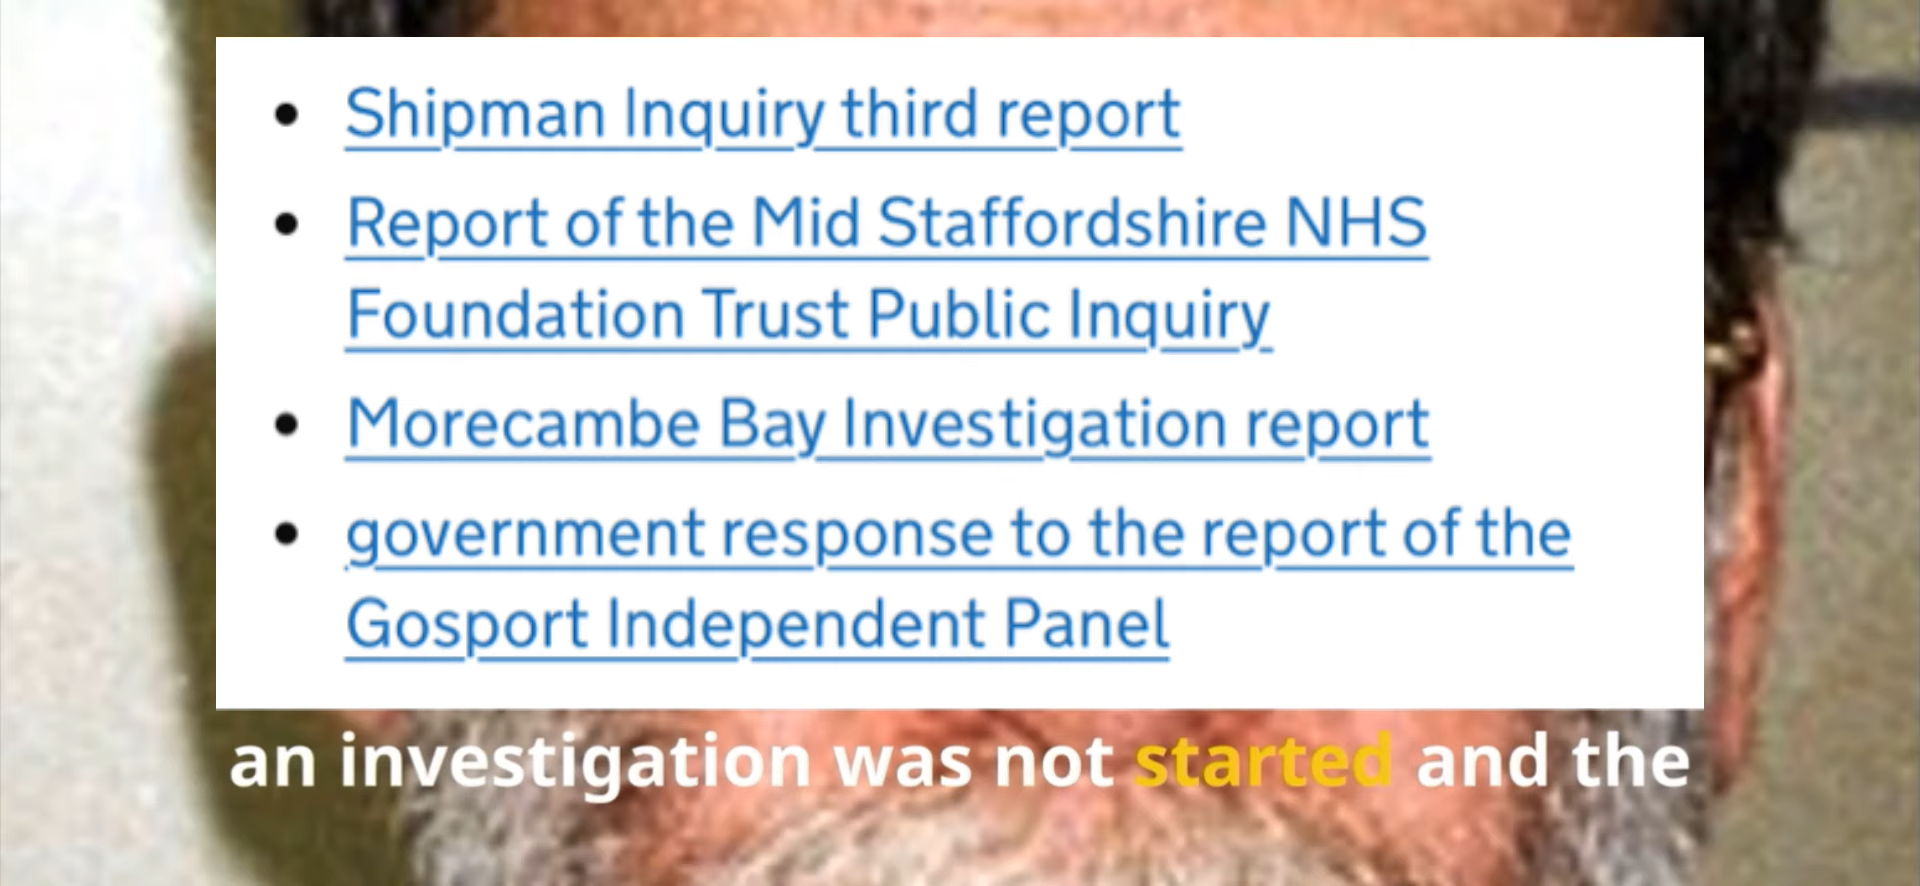 • Shipman Inquiry third report
• Report of the Mid Staffordshire NHS
Foundation Trust Public Inquiry
• Morecambe Bay Investigation report
• government response to the report of the
Gosport Independent Panel
an investigation was not started and the